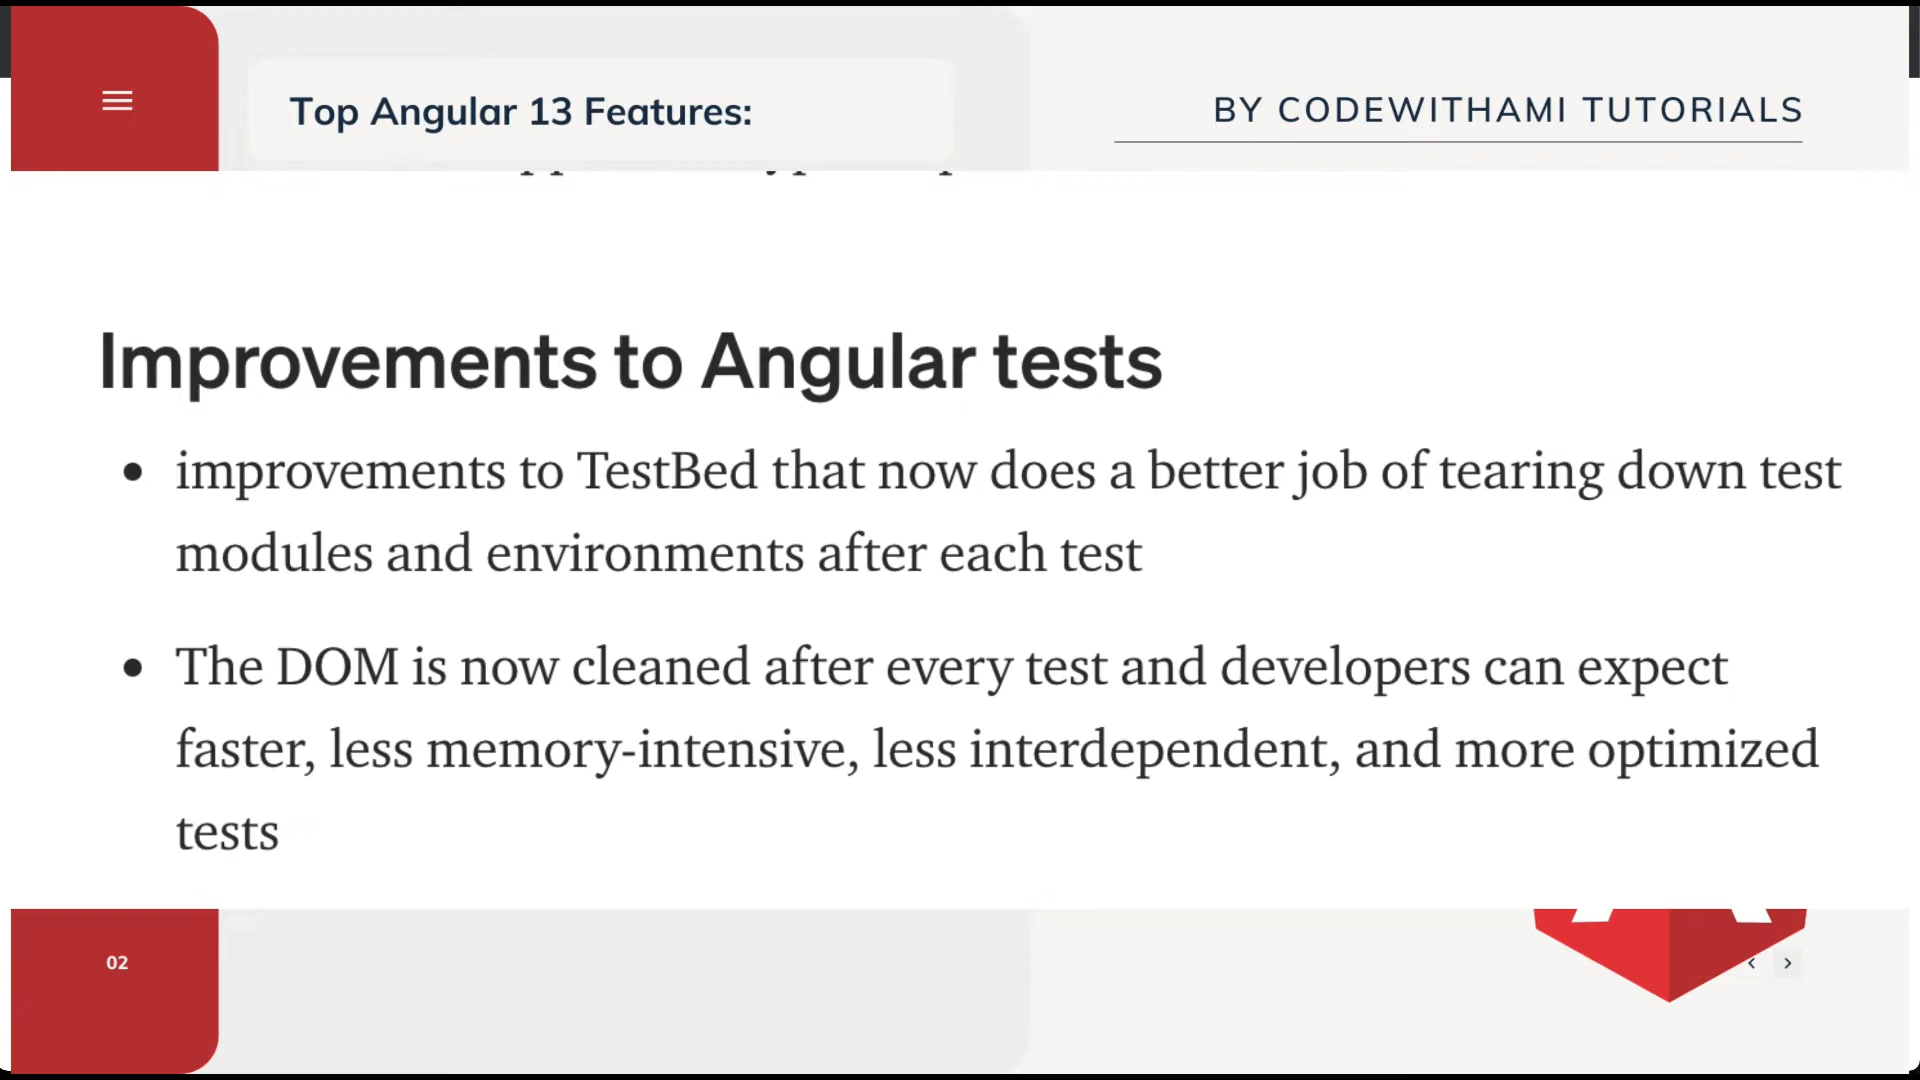 Top Angular 13 Features:
BY CODEWITHAMI TUTORIALS
Improvements to Angular tests
improvements to TestBed that now does a better job of tearing down test
modules and environments after each test
The DOM is now cleaned after every test and developers can expect
faster, less memory-intensive, less interdependent, and more optimized
tests
02